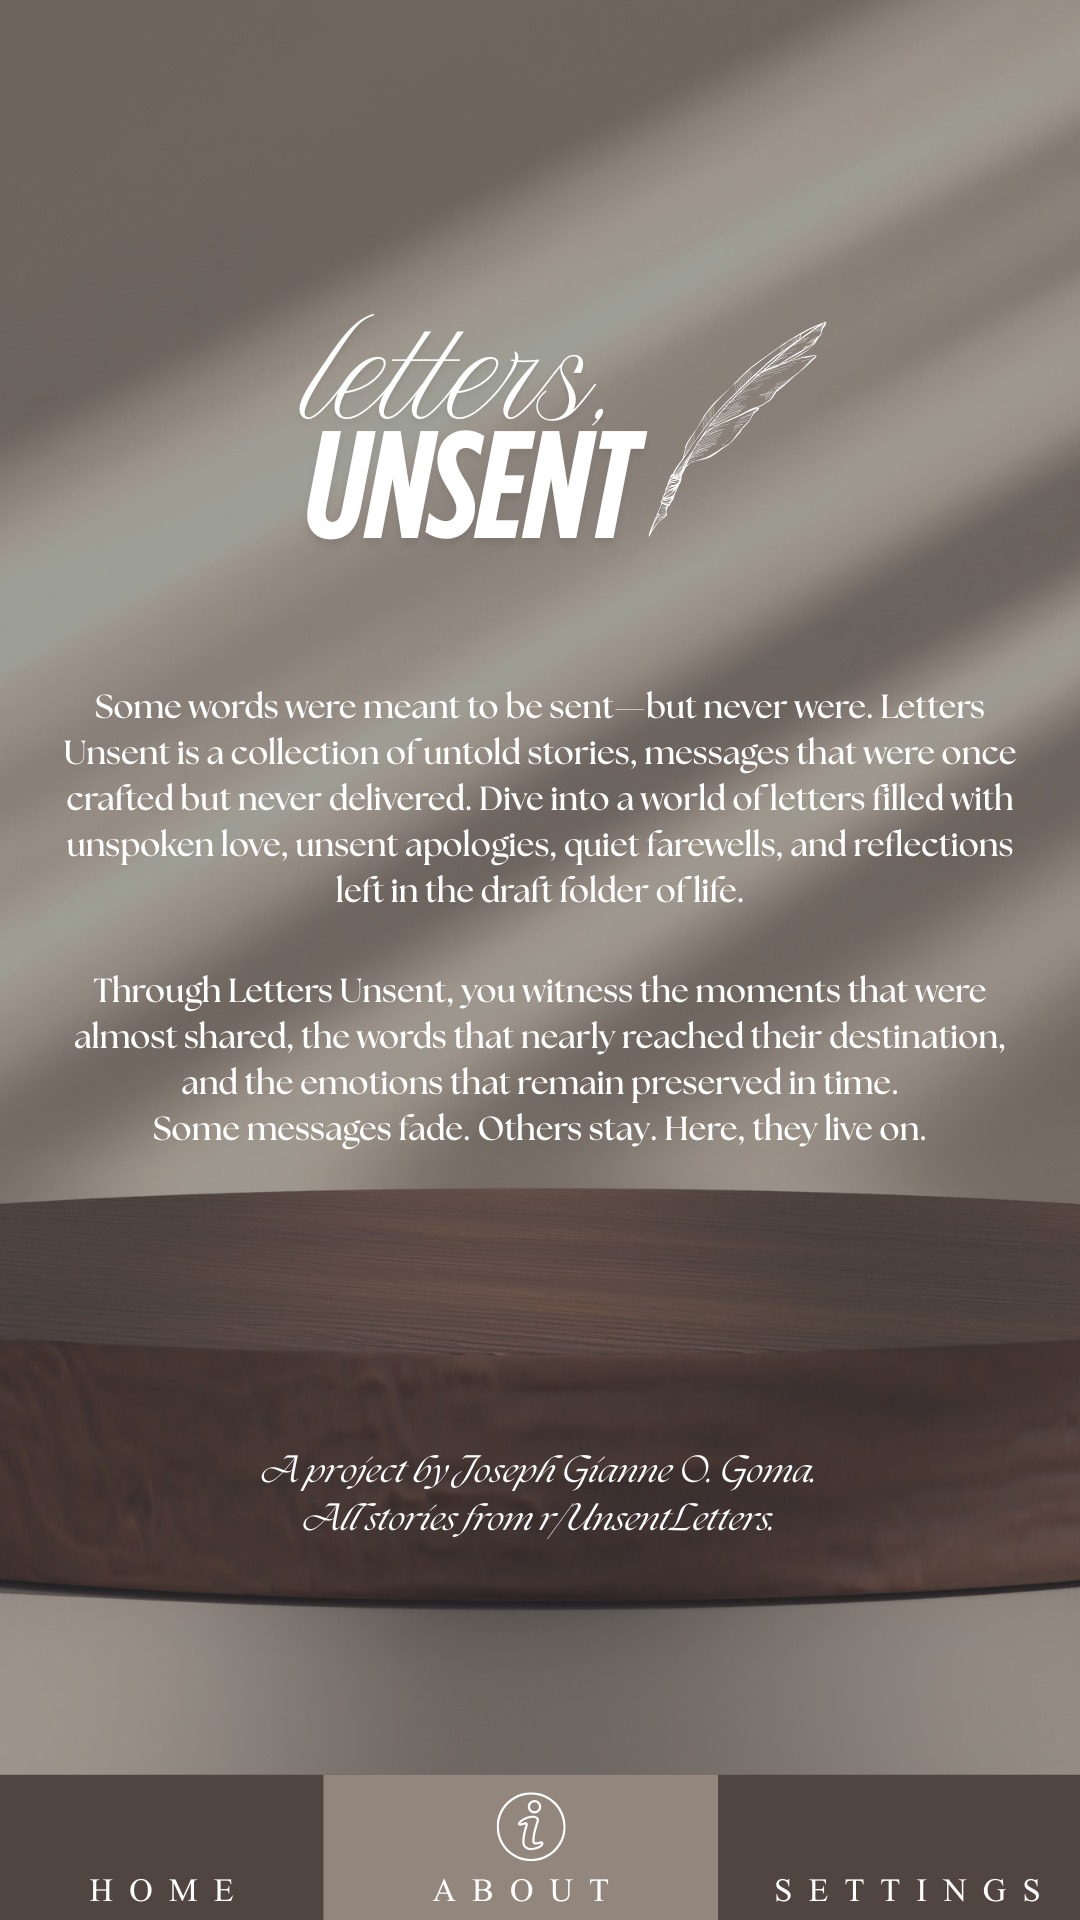 letters,
UNSENT
Some words were meant to be sent—but never were. Letters
Unsent is a collection of untold stories, messages that were once
crafted but never delivered. Dive into a world of letters filled with
unspoken love, unsent apologies, quiet farewells, and reflections
left in the draft folder of life.
Through Letters Unsent, you witness the moments that were
almost shared, the words that nearly reached their destination,
and the emotions that remain preserved in time.
Some messages fade. Others stay. Here, they live on.
A project by Joseph Gianne O. Goma.
All stories from r/UnsentLetters.
HOME
ABOUT
SETTINGS